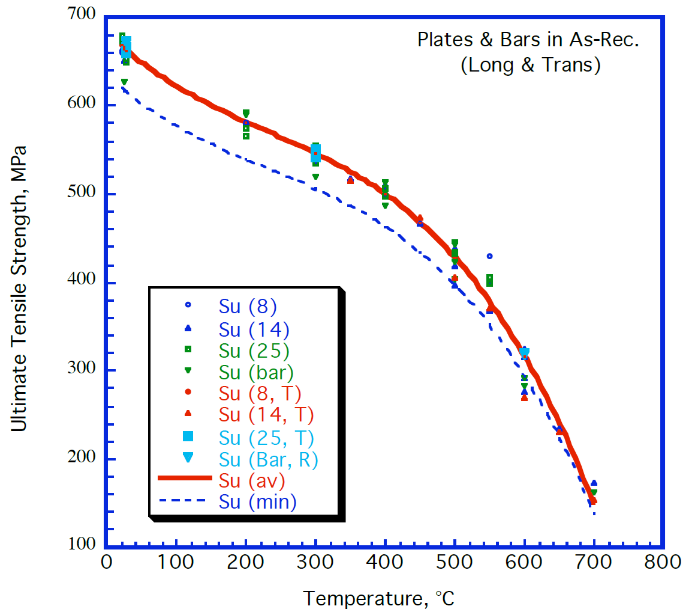 Plates & Bars in As-Rec.
(Long & Trans)
Ultimate Tensile Strength, MPa
700
600
500
400
300
200
100
Su (8)
Su (14)
Su (25)
Su (bar)
Su (8, T)
Su (14, T)
Su (25, T)
Su (Bar, R)
Su (av)
Su (min)
0 100 200 300 400 500 600 700 800
Temperature, °C